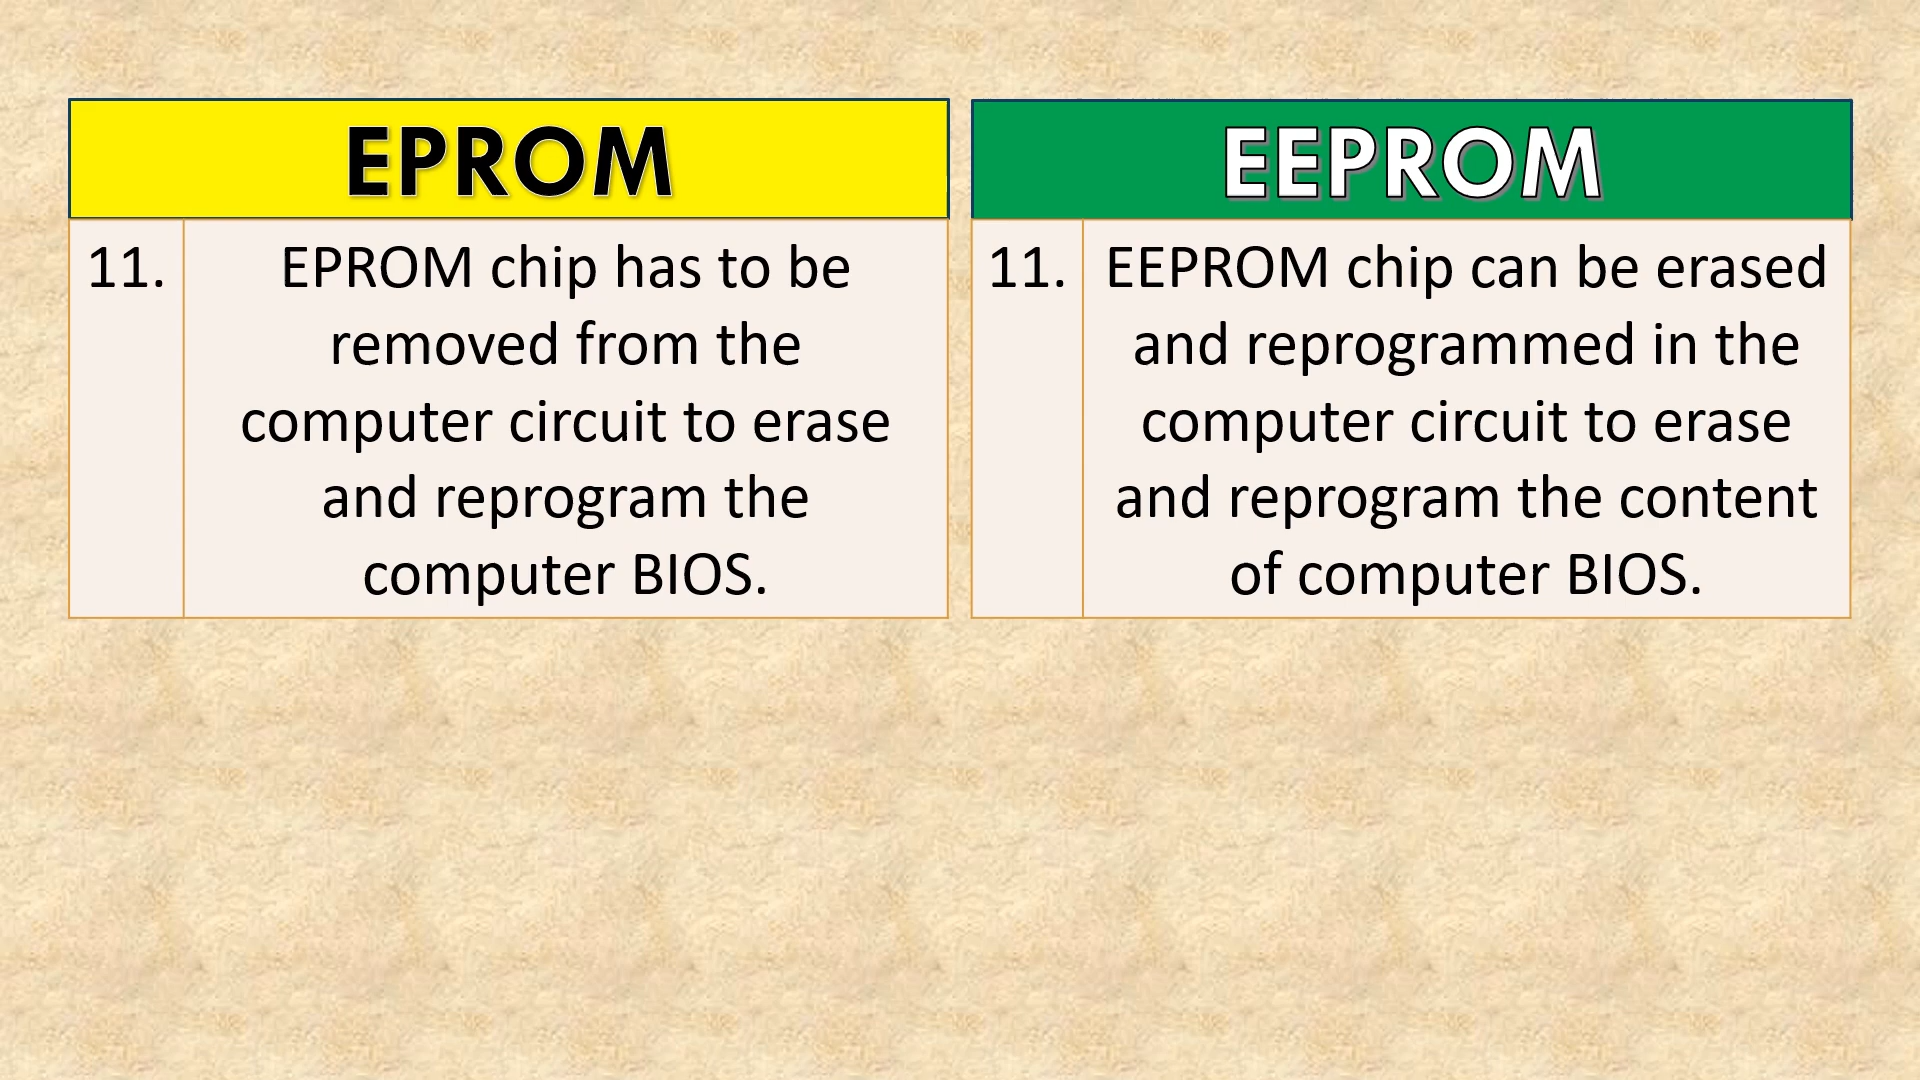 EPROM
11. EPROM chip has to be
removed from the
computer circuit to erase
and reprogram the
computer BIOS.
EEPROM
11. EEPROM chip can be erased
and reprogrammed in the
computer circuit to erase
and reprogram the content
of computer BIOS.